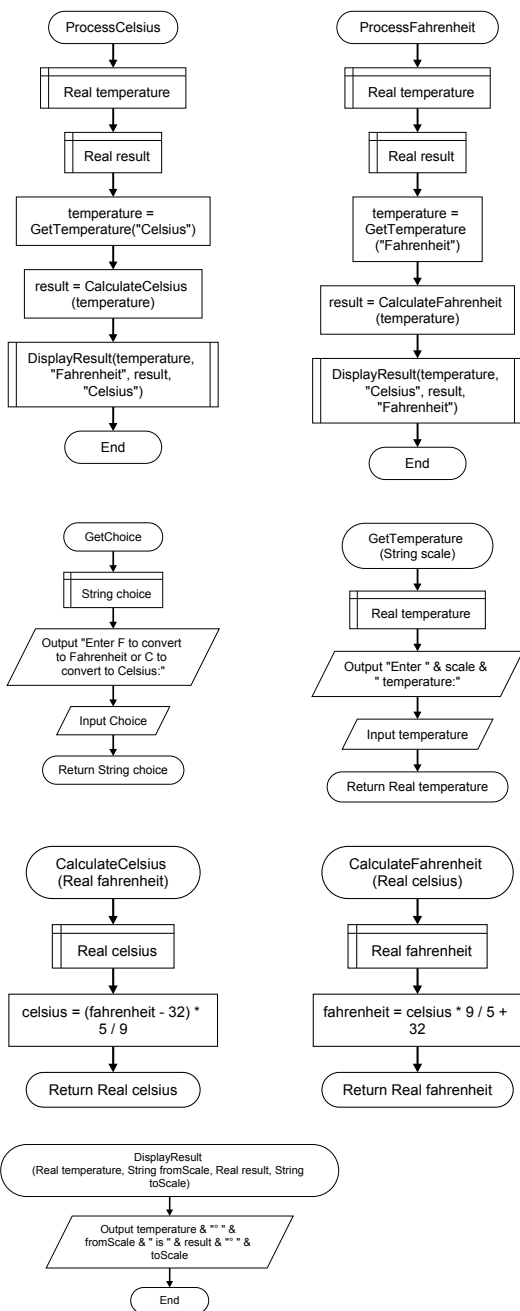 ProcessCelsius
Real temperature
Real result
temperature =
GetTemperature("Celsius")
result = CalculateCelsius
(temperature)
DisplayResult(temperature,
"Fahrenheit", result,
"Celsius")
End
ProcessFahrenheit
Real temperature
Real result
temperature =
GetTemperature
("Fahrenheit")
result = CalculateFahrenheit
(temperature)
DisplayResult(temperature,
"Celsius", result,
"Fahrenheit")
End
GetChoice
String choice
Output "Enter F to convert
to Fahrenheit or C to
convert to Celsius:"
Input Choice
Return String choice
GetTemperature
(String scale)
Real temperature
Output "Enter " & scale &
" temperature:"
Input temperature
Return Real temperature
CalculateCelsius
(Real fahrenheit)
Real celsius
celsius = (fahrenheit - 32) *
5 / 9
Return Real celsius
CalculateFahrenheit
(Real celsius)
Real fahrenheit
fahrenheit = celsius * 9 / 5 +
32
Return Real fahrenheit
DisplayResult
(Real temperature, String fromScale, Real result, String
toScale)
Output temperature & "° " &
fromScale & " is " & result & "° " &
toScale
End